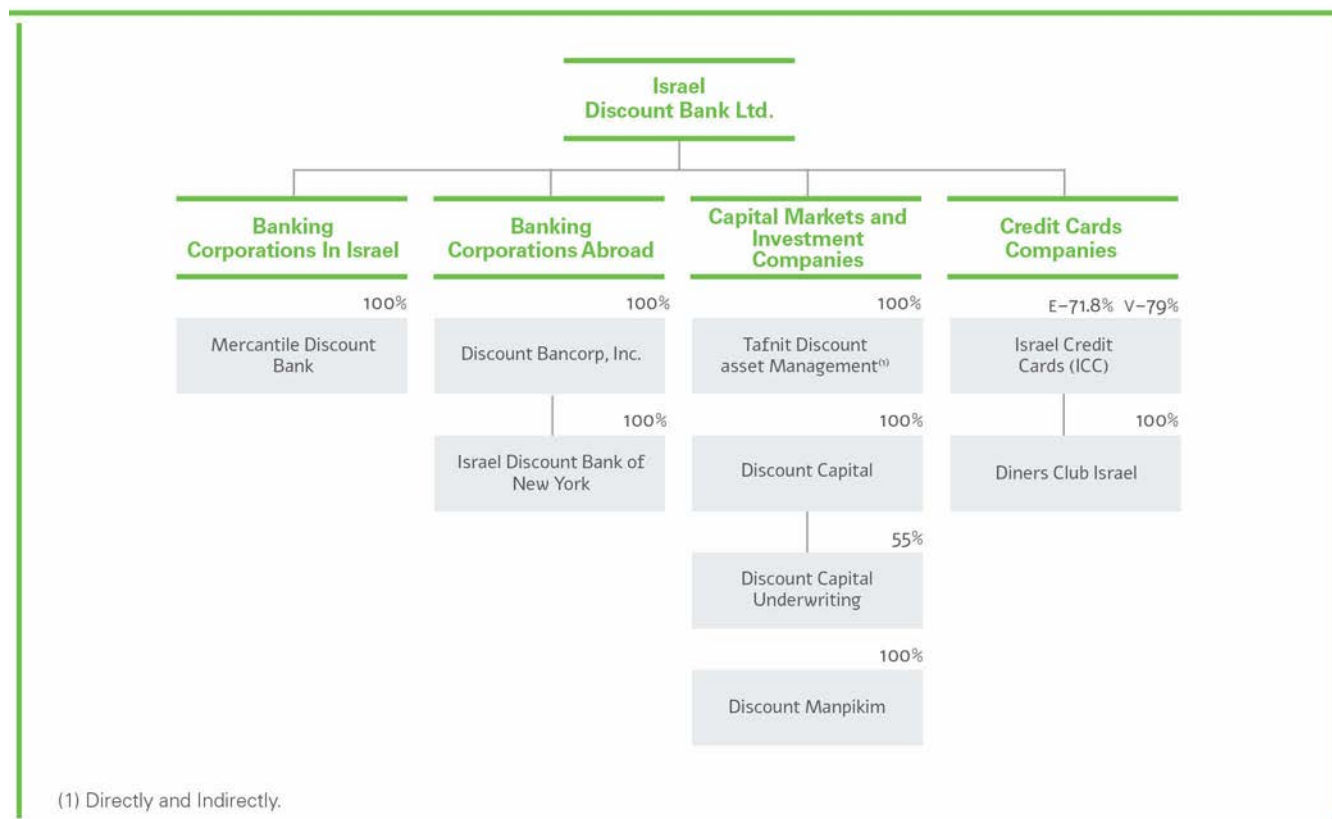 Israel
Discount Bank Ltd.
Banking
Corporations In Israel
100%
Mercantile Discount
Bank
Banking
Corporations Abroad
100%
Discount Bancorp, Inc.
100%
Israel Discount Bank of
New York
Capital Markets and
Investment
Companies
100%
Tafnit Discount
asset Management(1)
100%
Discount Capital
55%
Discount Capital
Underwriting
100%
Discount Manpikim
Credit Cards
Companies
E–71.8% V–79%
Israel Credit
Cards (ICC)
100%
Diners Club Israel
(1) Directly and Indirectly.